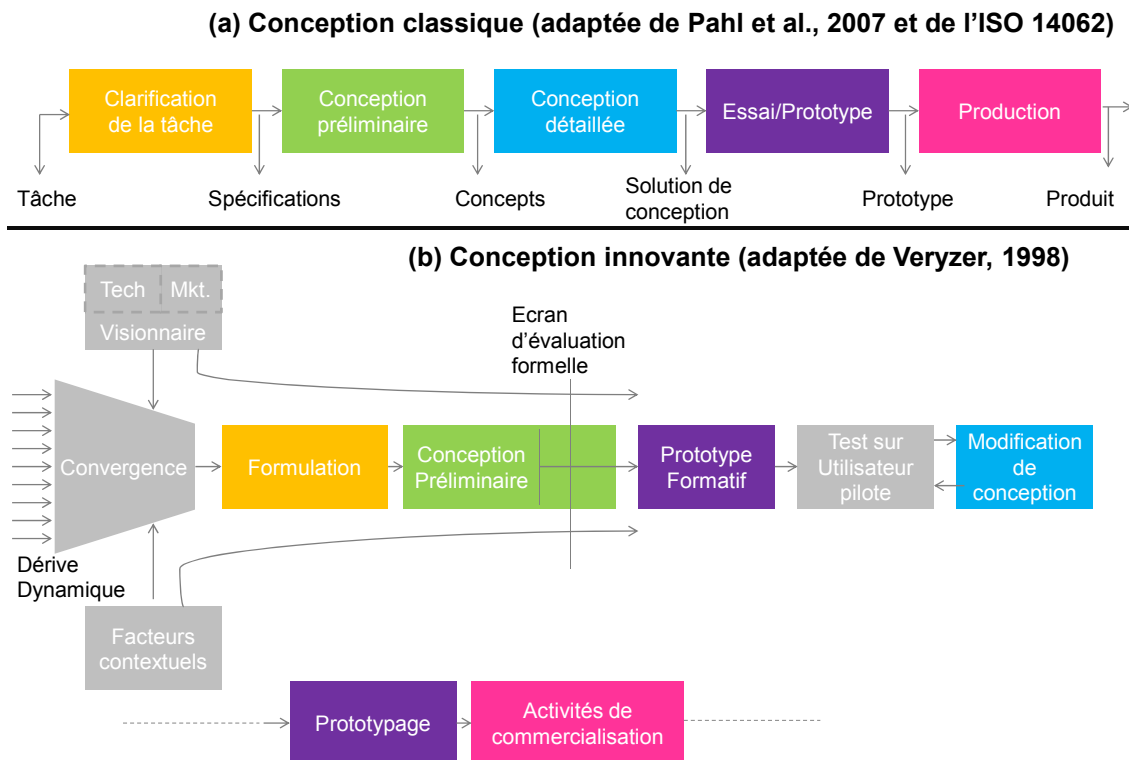 (a) Conception classique (adaptée de Pahl et al., 2007 et de l’ISO 14062)
Clarification
de la tâche
Conception
préliminaire
Conception
détaillée
Essai/Prototype
Production
Tâche
Spécifications
Concepts
Solution de
conception
Prototype
Produit
(b) Conception innovante (adaptée de Veryzer, 1998)
Tech
Mkt.
Visionnaire
Ecran
d’évaluation
formelle
Convergence
Formulation
Conception
Préliminaire
Prototype
Formatif
Test sur
Utilisateur
pilote
Modification
de
conception
Dérive
Dynamique
Facteurs
contextuels
Prototypage
Activités de
commercialisation